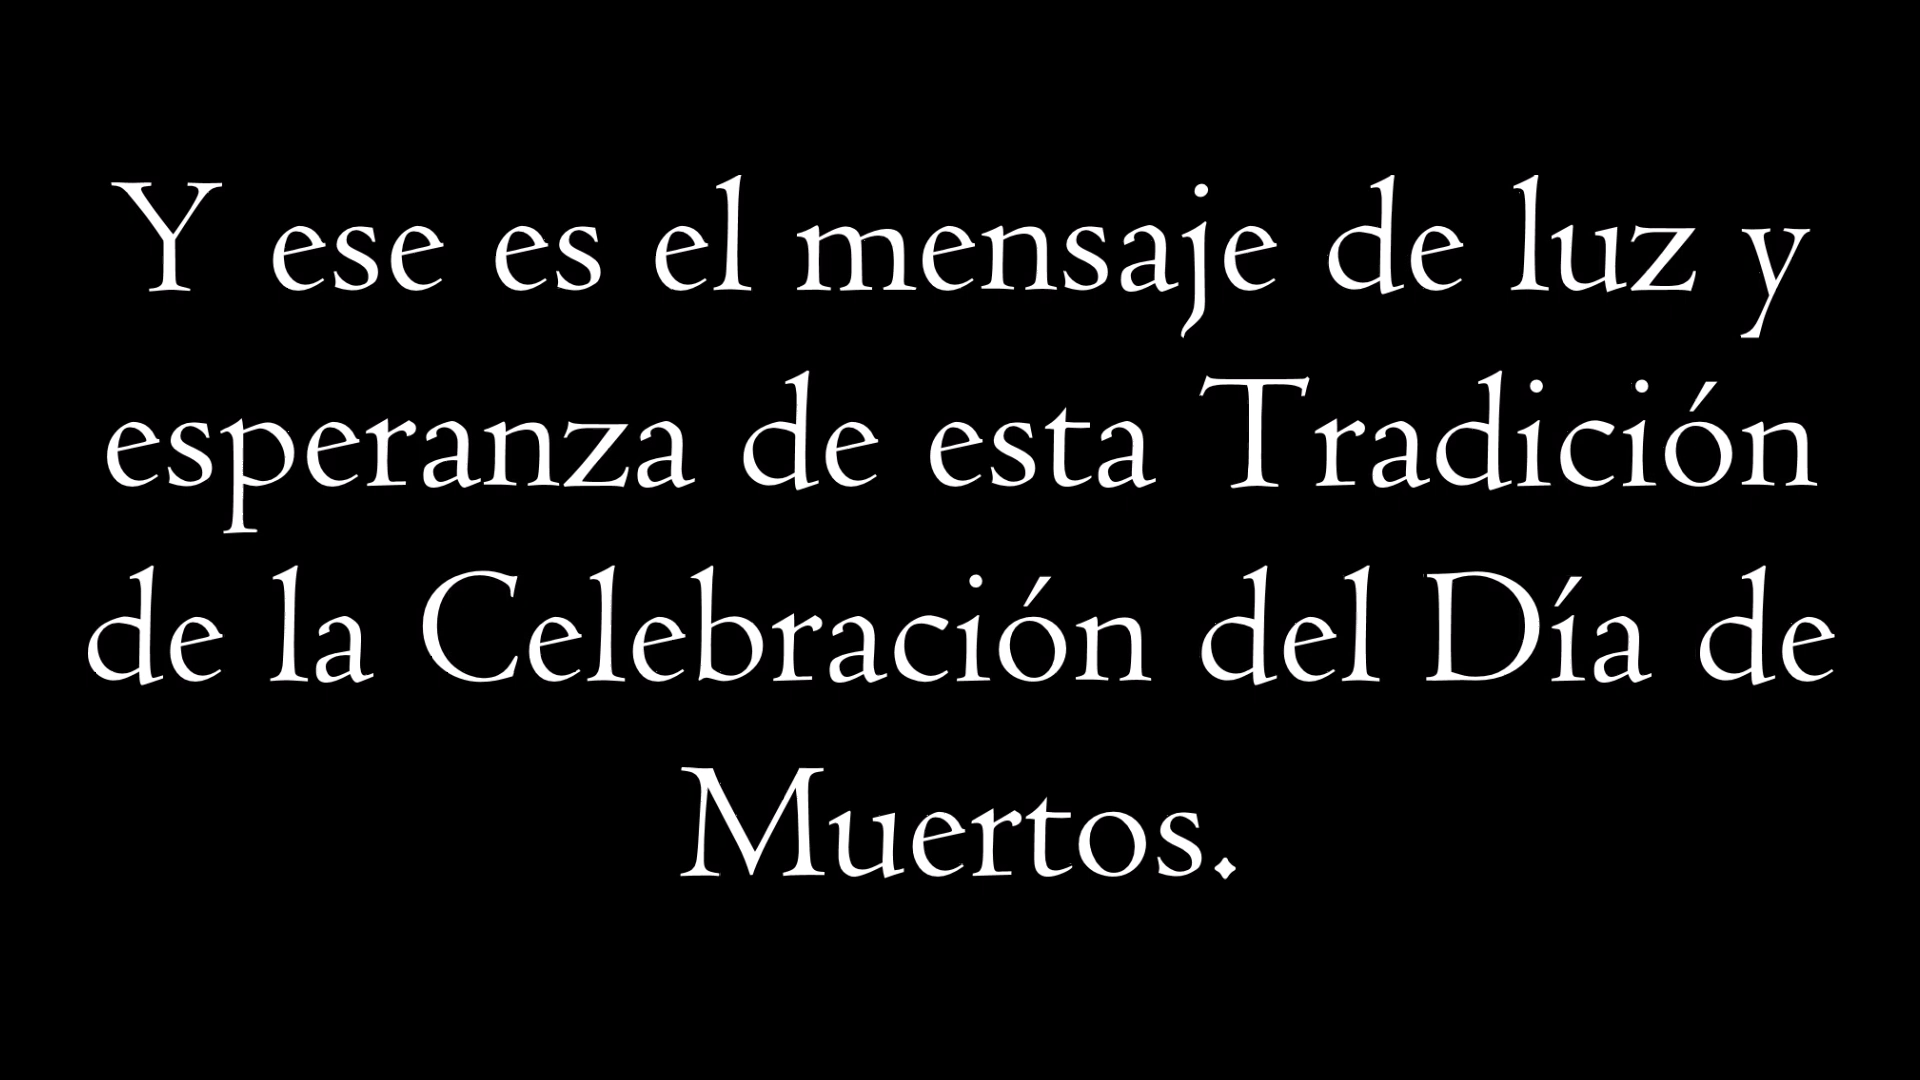 Y ese es el mensaje de luz y
esperanza de esta Tradición
de la Celebración del Día de
Muertos.